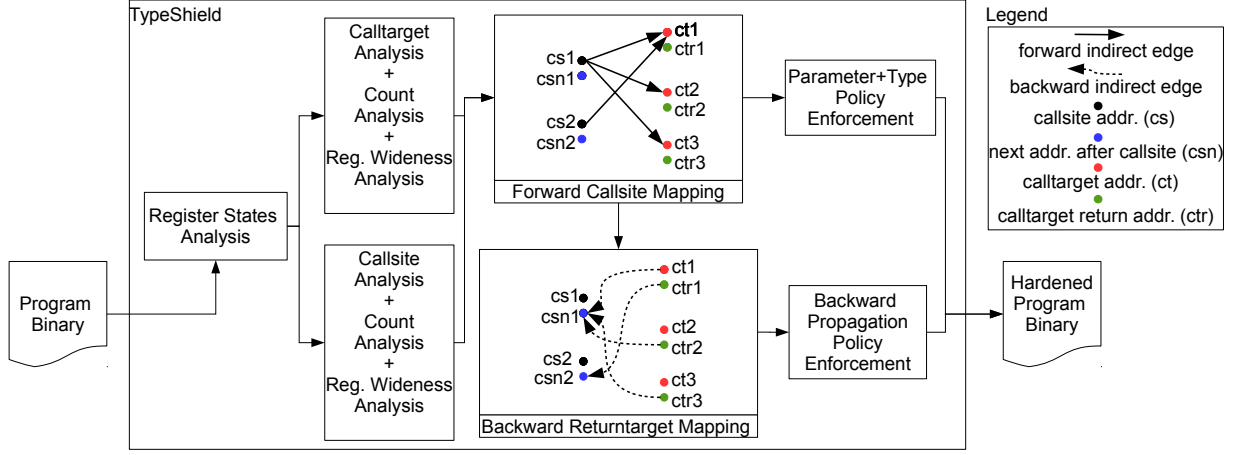 TypeShield
Legend
Calltarget
Analysis
+
Count
Analysis
+
Reg. Wideness
Analysis
cs1
csn1
cs2
csn2
ct1
ctr1
ct2
ctr2
ct3
ctr3
Forward Callsite Mapping
Parameter+Type
Policy
Enforcement
forward indirect edge
backward indirect edge
callsite addr. (cs)
next addr. after callsite (csn)
calltarget addr. (ct)
calltarget return addr. (ctr)
Register States
Analysis
Program
Binary
Callsite
Analysis
+
Count
Analysis
+
Reg. Wideness
Analysis
cs1
csn1
cs2
csn2
ct1
ctr1
ct2
ctr2
ct3
ctr3
Backward Returntarget Mapping
Backward
Propagation
Policy
Enforcement
Hardened
Program
Binary